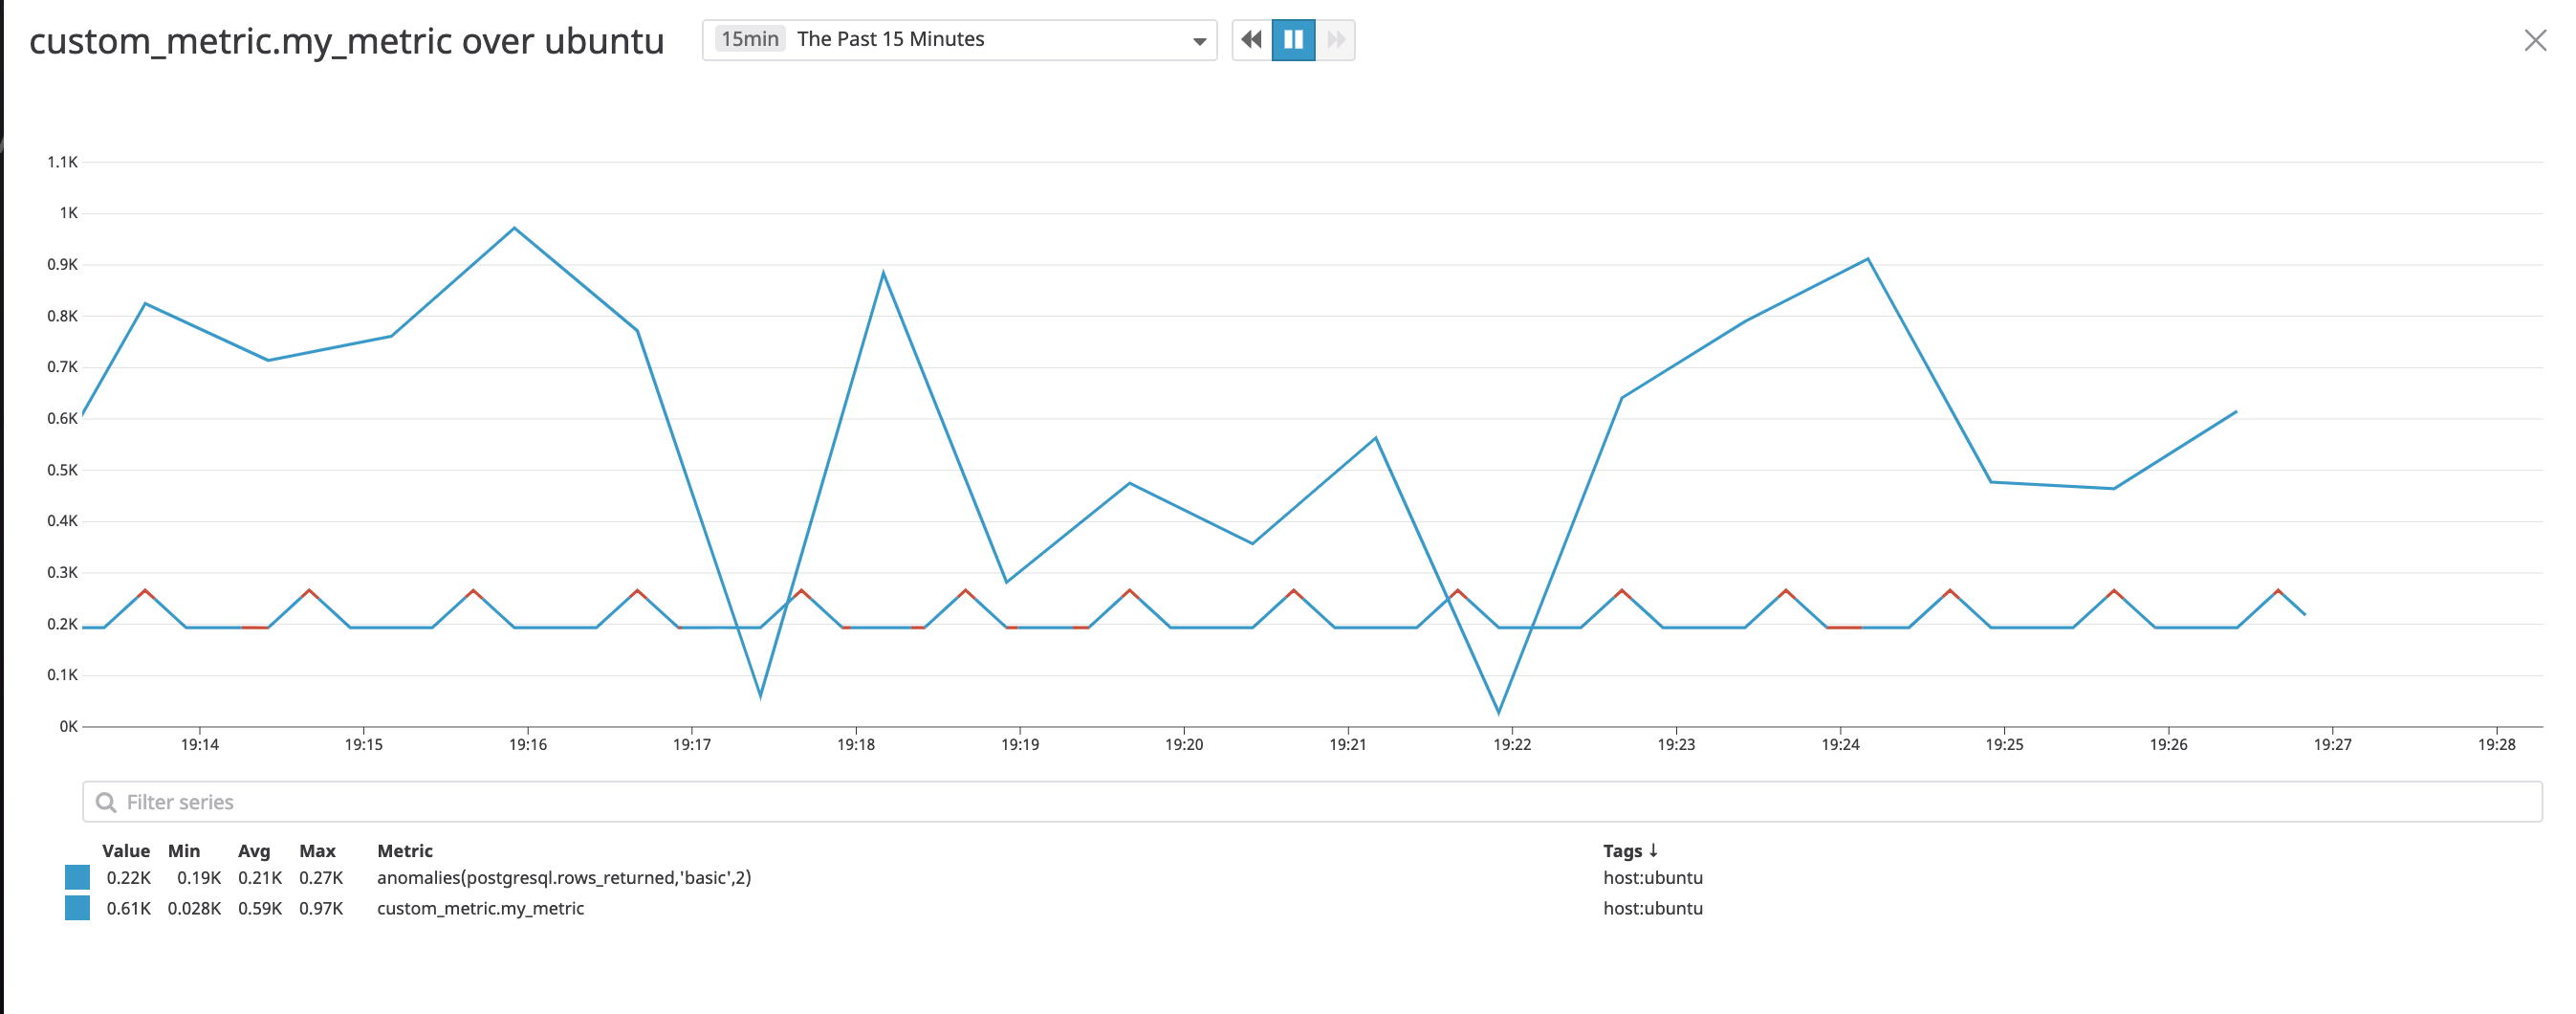 custom_metric.my_metric over ubuntu
15min The Past 15 Minutes
1.1K
1K
0.9K
0.8K
0.7K
0.6K
0.5K
0.4K
0.3K
0.2K
0.1K
0K
19:14 19:15 19:16 19:17 19:18 19:19 19:20 19:21 19:22 19:23 19:24 19:25 19:26 19:27 19:28
Filter series
Value Min Avg Max Metric Tags ↓
0.22K 0.19K 0.21K 0.27K anomalies(postgresql.rows_returned,'basic',2) host:ubuntu
0.61K 0.028K 0.59K 0.97K custom_metric.my_metric host:ubuntu